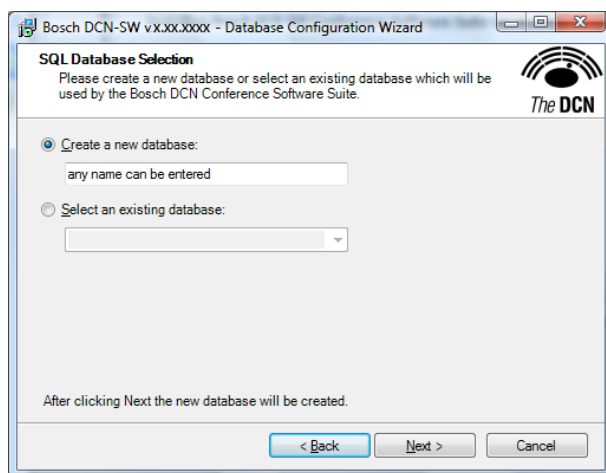 Bosch DCN-SW v.x.xx.xxxx - Database Configuration Wizard
SQL Database Selection
Please create a new database or select an existing database which will be
used by the Bosch DCN Conference Software Suite.
The DCN
Create a new database:
any name can be entered
Select an existing database:
After clicking Next the new database will be created.
< Back
Next >
Cancel